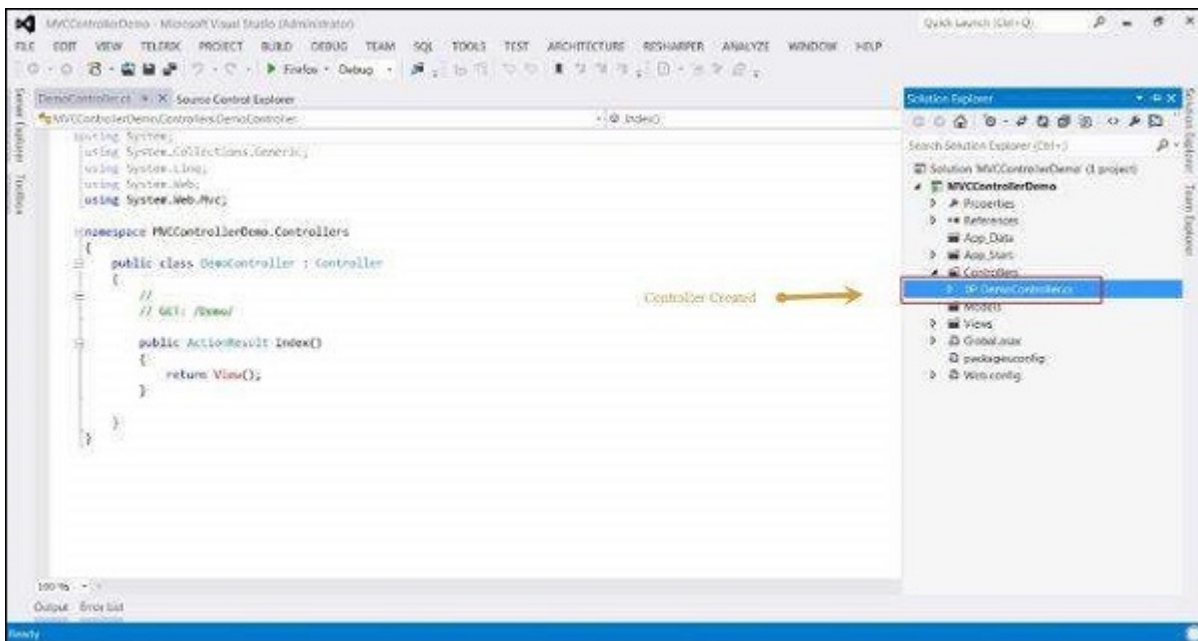 MVCControllerDemo - Microsoft Visual Studio (Administrator)
Quick Launch (Ctrl+Q)
FILE EDIT VIEW TELERIK PROJECT BUILD DEBUG TEAM SQL TOOLS TEST ARCHITECTURE RESHARPER ANALYZE WINDOW HELP
Firefox Debug
DemoController.cs Source Control Explorer
MVCControllerDemo.Controllers.DemoController
Index()
using System;
using System.Collections.Generic;
using System.Linq;
using System.Web;
using System.Web.Mvc;
namespace MVCControllerDemo.Controllers
{
public class DemoController : Controller
{
//
// GET: /Demo/
public ActionResult Index()
{
return View();
}
}
}
Controller Created
100 %
Output Error List
Ready
Server Explorer
Toolbox
Solution Explorer
Search Solution Explorer (Ctrl+;)
Solution 'MVCControllerDemo' (1 project)
MVCControllerDemo
Properties
References
App_Data
App_Start
Controllers
DemoController.cs
Models
Views
Global.asax
packages.config
Web.config
Solution Explorer
Team Explorer